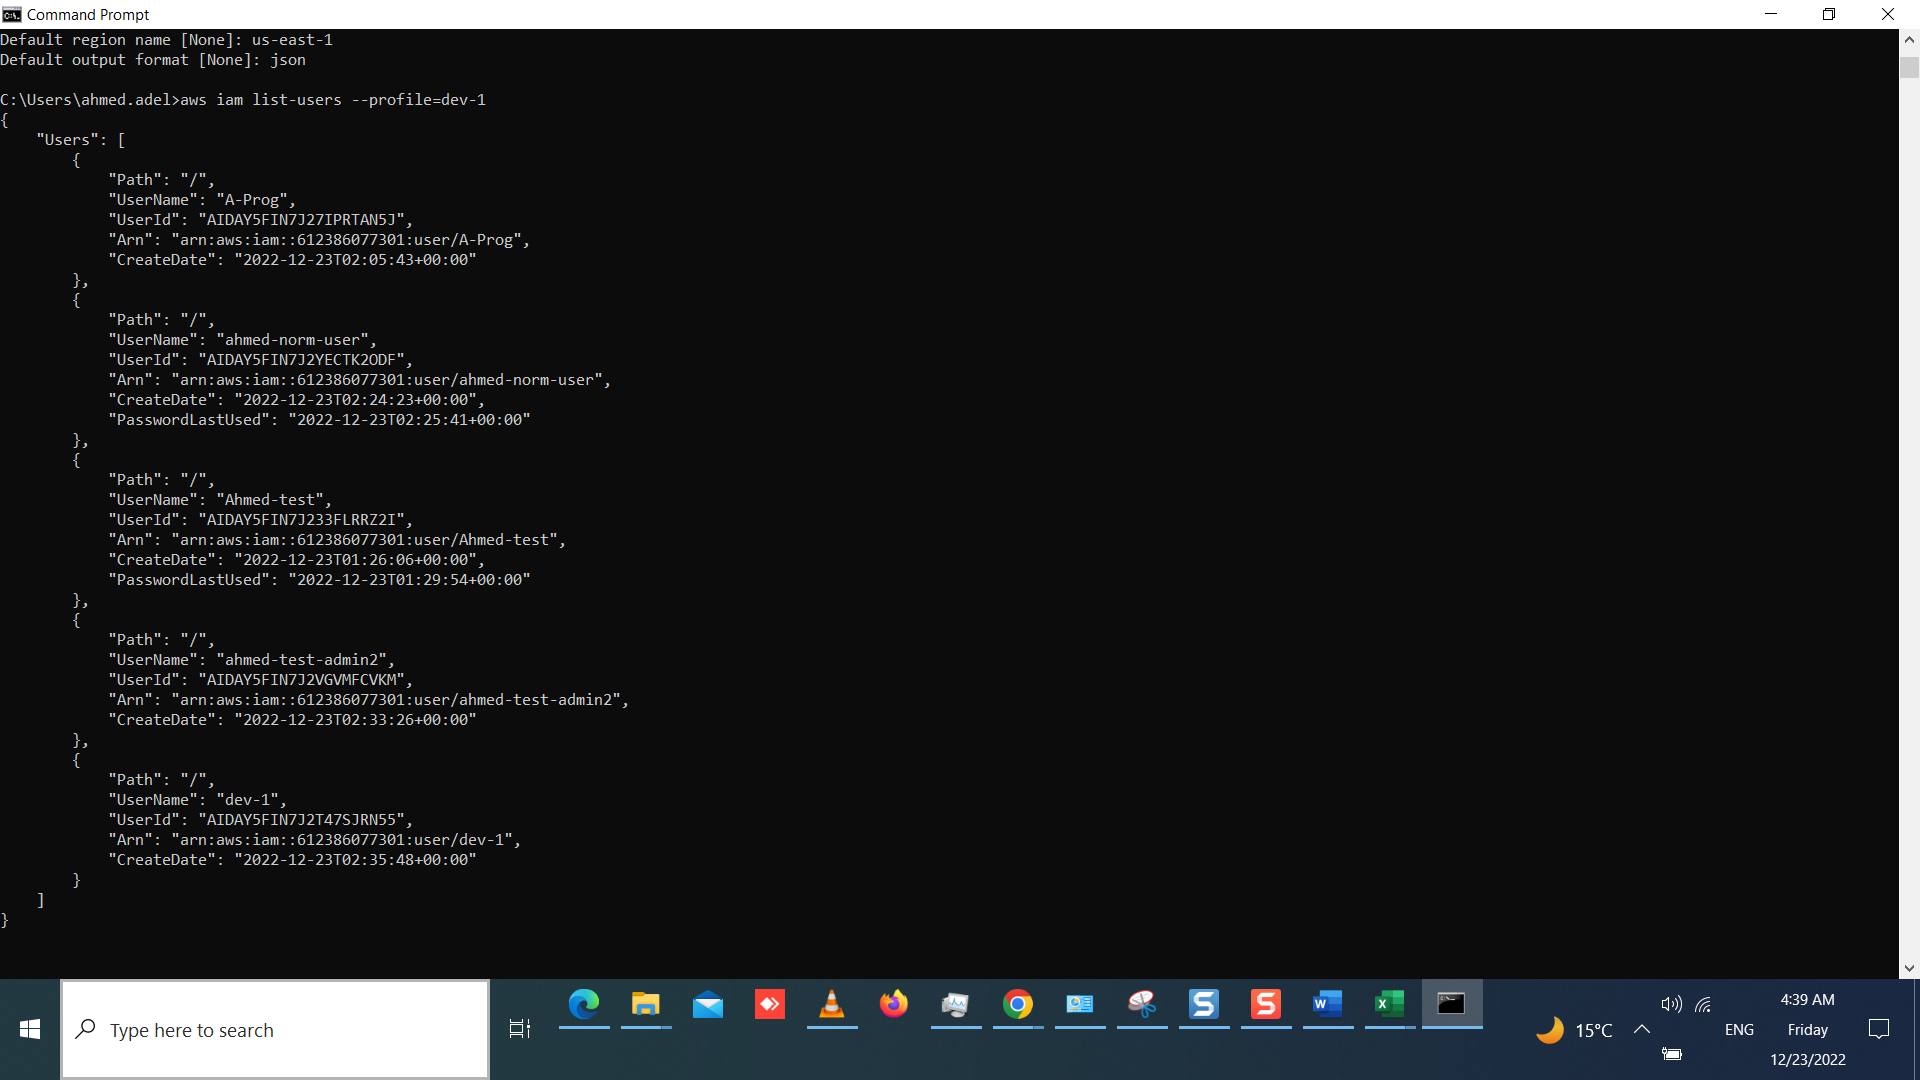 Command Prompt
Default region name [None]: us-east-1
Default output format [None]: json
C:\Users\ahmed.adel>aws iam list-users --profile=dev-1
{
    "Users": [
        {
            "Path": "/",
            "UserName": "A-Prog",
            "UserId": "AIDAY5FIN7J27IPRTAN5J",
            "Arn": "arn:aws:iam::612386077301:user/A-Prog",
            "CreateDate": "2022-12-23T02:05:43+00:00"
        },
        {
            "Path": "/",
            "UserName": "ahmed-norm-user",
            "UserId": "AIDAY5FIN7J2YECTK2ODF",
            "Arn": "arn:aws:iam::612386077301:user/ahmed-norm-user",
            "CreateDate": "2022-12-23T02:24:23+00:00",
            "PasswordLastUsed": "2022-12-23T02:25:41+00:00"
        },
        {
            "Path": "/",
            "UserName": "Ahmed-test",
            "UserId": "AIDAY5FIN7J233FLRRZ2I",
            "Arn": "arn:aws:iam::612386077301:user/Ahmed-test",
            "CreateDate": "2022-12-23T01:26:06+00:00",
            "PasswordLastUsed": "2022-12-23T01:29:54+00:00"
        },
        {
            "Path": "/",
            "UserName": "ahmed-test-admin2",
            "UserId": "AIDAY5FIN7J2VGVMFCVKM",
            "Arn": "arn:aws:iam::612386077301:user/ahmed-test-admin2",
            "CreateDate": "2022-12-23T02:33:26+00:00"
        },
        {
            "Path": "/",
            "UserName": "dev-1",
            "UserId": "AIDAY5FIN7J2T47SJRN55",
            "Arn": "arn:aws:iam::612386077301:user/dev-1",
            "CreateDate": "2022-12-23T02:35:48+00:00"
        }
    ]
}
Type here to search
15°C
ENG
4:39 AM
Friday
12/23/2022